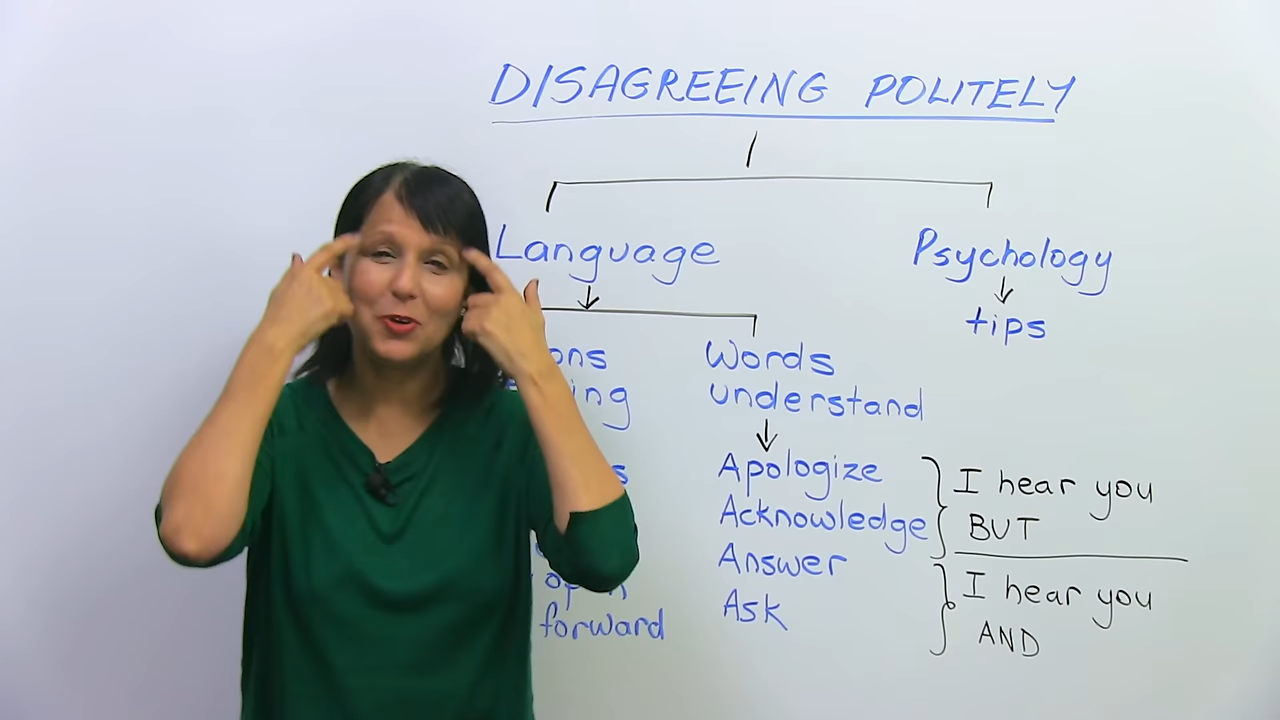 DISAGREEING POLITELY
Language
Psychology
tips
Words
understand
Apologize
Acknowledge
Answer
Ask
forward
I hear you
BUT
I hear you
AND